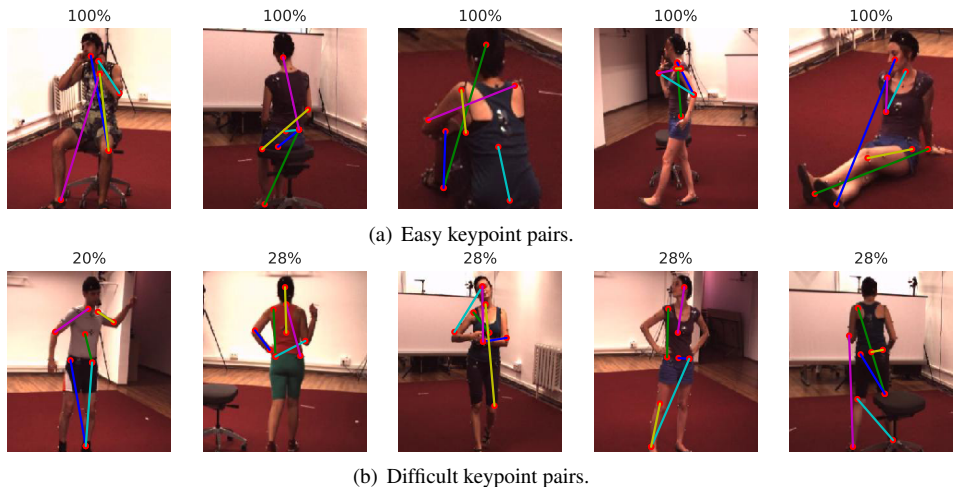 100% 100% 100% 100% 100%
(a) Easy keypoint pairs.
20% 28% 28% 28% 28%
(b) Difficult keypoint pairs.